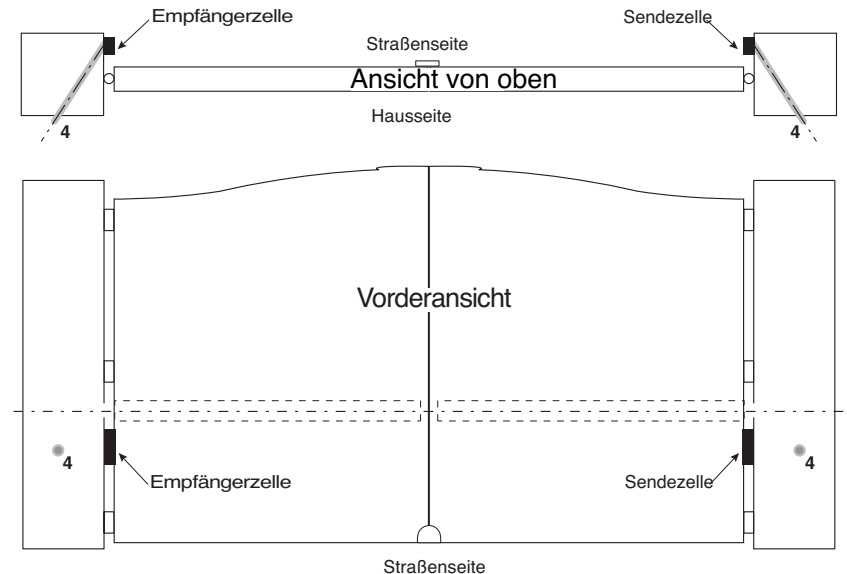 Empfängerzelle
Sendezelle
Straßenseite
Ansicht von oben
Hausseite
4
4
Vorderansicht
4
4
Empfängerzelle
Sendezelle
Straßenseite